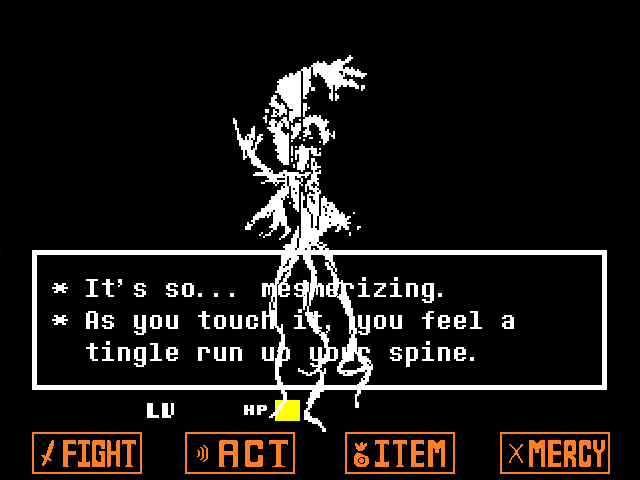 * It's so... mesmerizing.
* As you touch it, you feel a
tingle run up your spine.
LV HP
FIGHT ACT ITEM MERCY